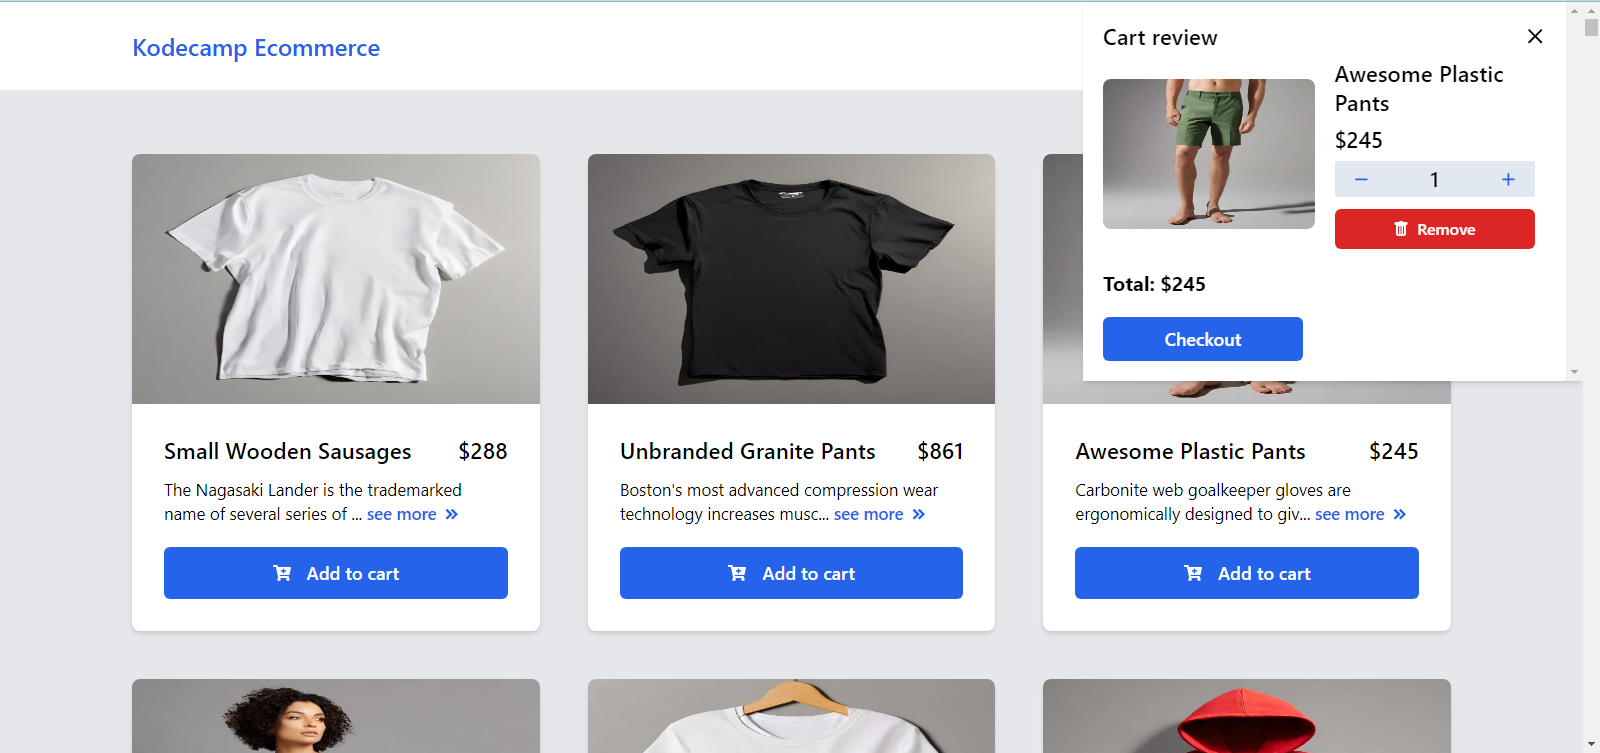 Kodecamp Ecommerce
Cart review
Awesome Plastic
Pants
$245
1
Remove
Total: $245
Checkout
Small Wooden Sausages $288
The Nagasaki Lander is the trademarked
name of several series of ... see more
Add to cart
Unbranded Granite Pants $861
Boston's most advanced compression wear
technology increases musc... see more
Add to cart
Awesome Plastic Pants $245
Carbonite web goalkeeper gloves are
ergonomically designed to giv... see more
Add to cart